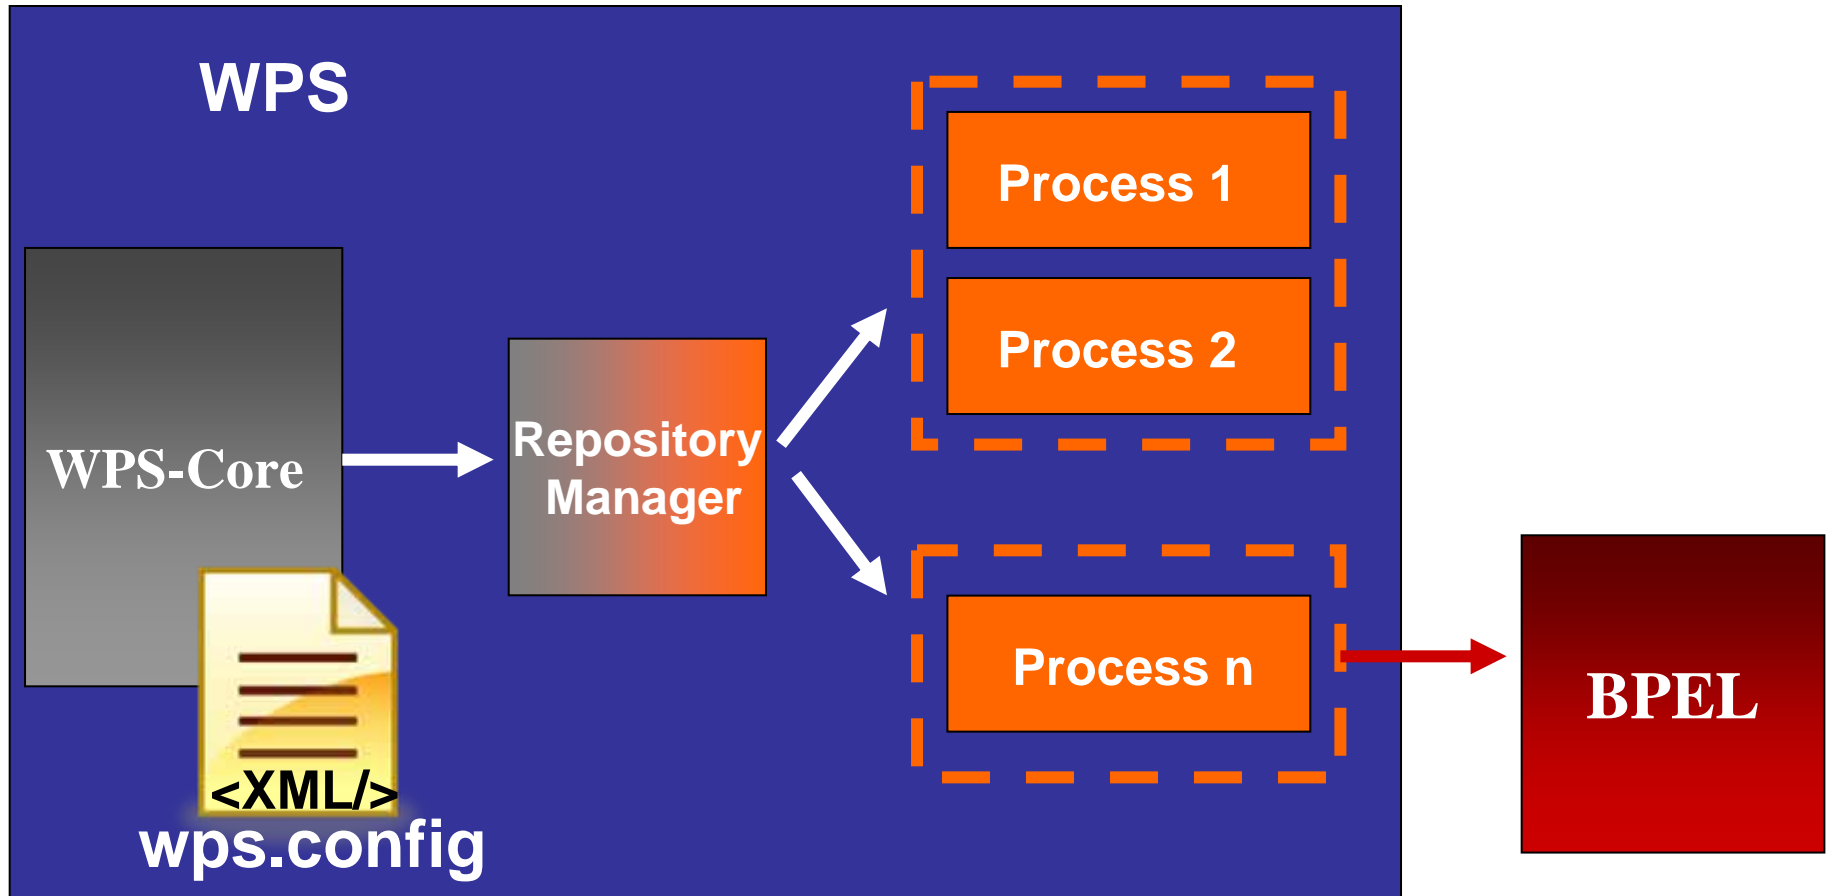 WPS
Process 1
Process 2
WPS-Core
Repository
Manager
Process n
BPEL
<XML/>
wps.config